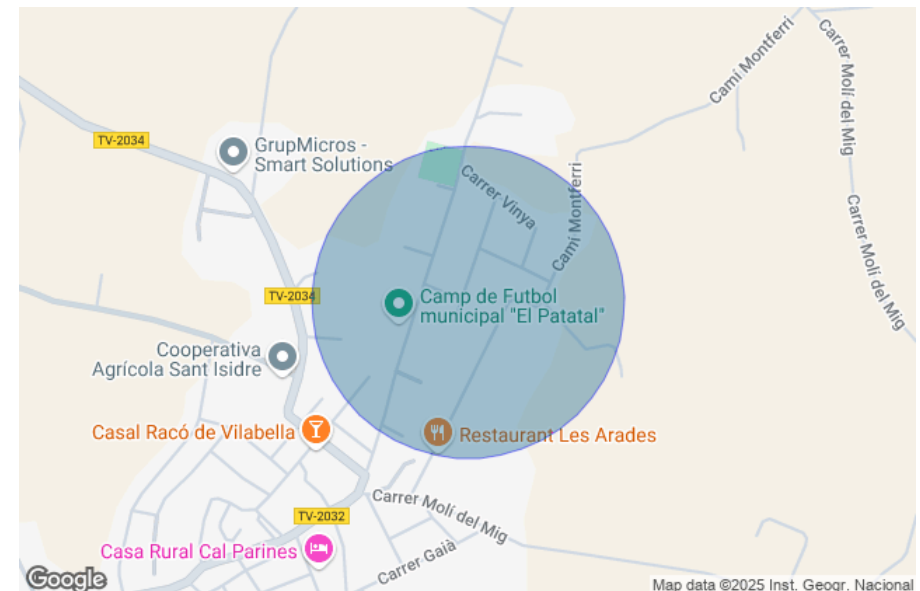 Camí Montferri
Carrer Molí del Mig
TV-2034
GrupMicros -
Smart Solutions
Carrer Vinya
Camí Montferri
Carrer Molí del Mig
TV-2034
Camp de Futbol
municipal "El Patatal"
Cooperativa
Agrícola Sant Isidre
Casal Racó de Vilabella
Restaurant Les Arades
Carrer Molí del Mig
TV-2032
Casa Rural Cal Parines
Carrer Gaià
Google
Map data ©2025 Inst. Geogr. Nacional